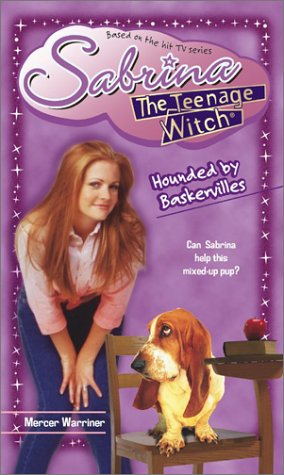 Based on the hit TV series
Sabrina
The Teenage
Witch®
Hounded by
Baskervilles
Can Sabrina
help this
mixed-up pup?
Mercer Warriner